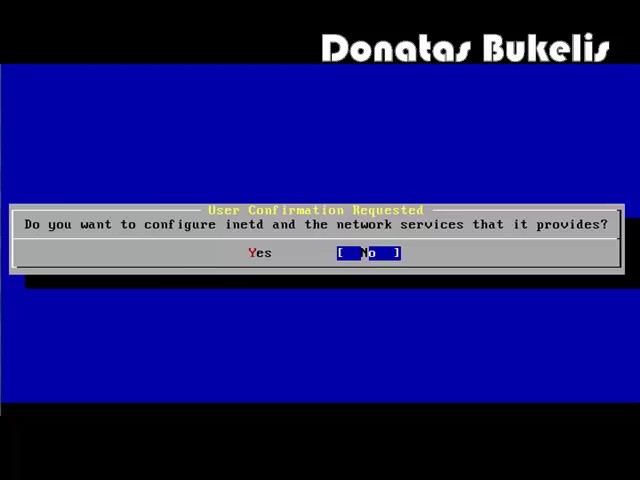 Donatas Bukelis
User Confirmation Requested
Do you want to configure inetd and the network services that it provides?
Yes [ No ]